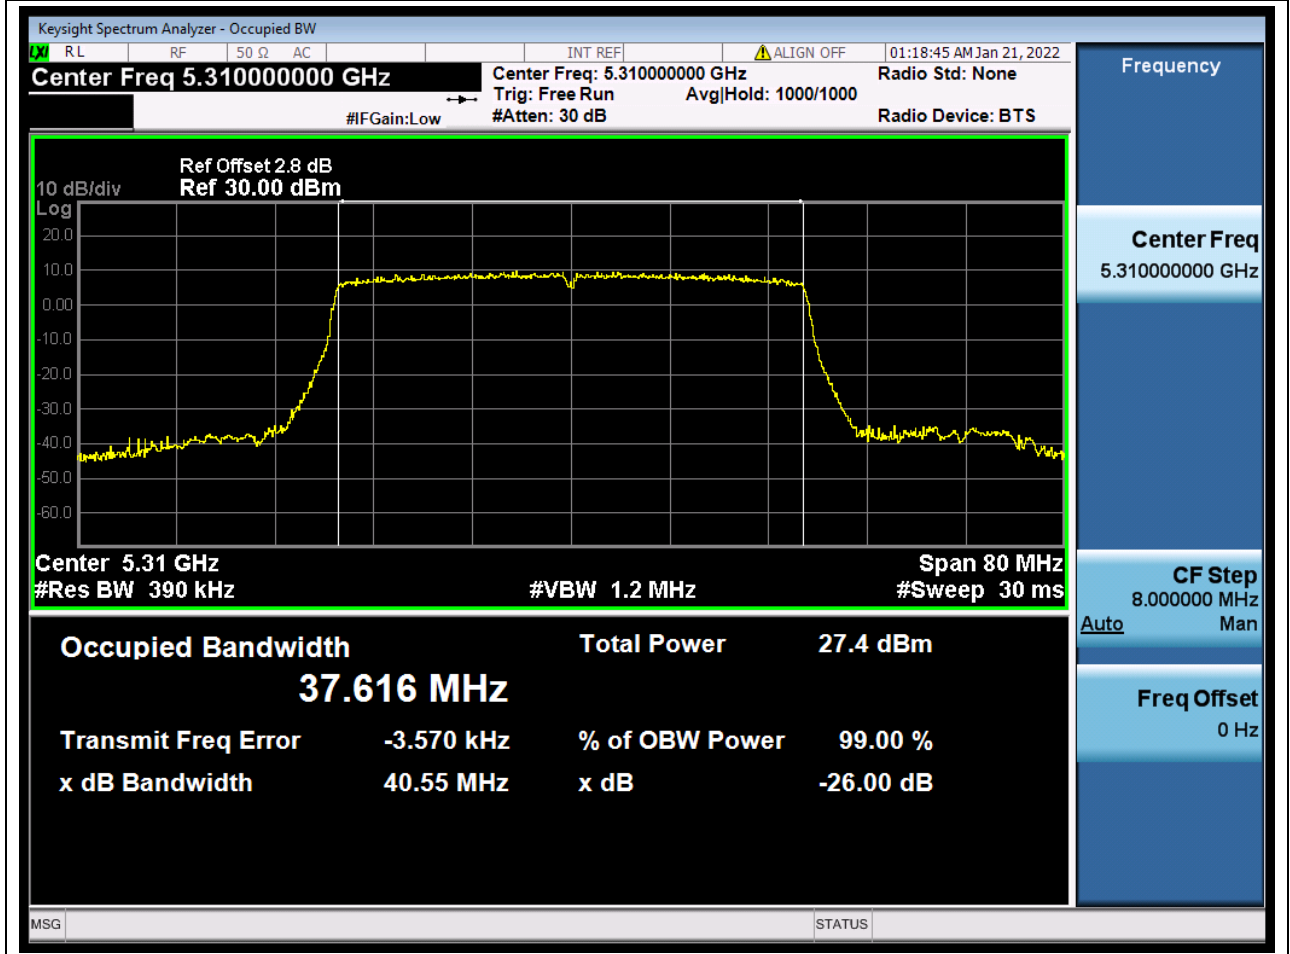 Keysight Spectrum Analyzer - Occupied BW
LXI RL RF 50 Ω AC INT REF ALIGN OFF 01:18:45 AM Jan 21, 2022
Center Freq 5.310000000 GHz
Center Freq: 5.310000000 GHz
Radio Std: None
Trig: Free Run Avg|Hold: 1000/1000
#IFGain:Low
#Atten: 30 dB
Radio Device: BTS
Ref Offset 2.8 dB
10 dB/div Ref 30.00 dBm
Log
20.0
10.0
0.00
-10.0
-20.0
-30.0
-40.0
-50.0
-60.0
Center 5.31 GHz Span 80 MHz
#Res BW 390 kHz #VBW 1.2 MHz #Sweep 30 ms
Occupied Bandwidth Total Power 27.4 dBm
37.616 MHz
Transmit Freq Error -3.570 kHz % of OBW Power 99.00 %
x dB Bandwidth 40.55 MHz x dB -26.00 dB
Frequency
Center Freq
5.310000000 GHz
CF Step
8.000000 MHz
Auto Man
Freq Offset
0 Hz
MSG STATUS